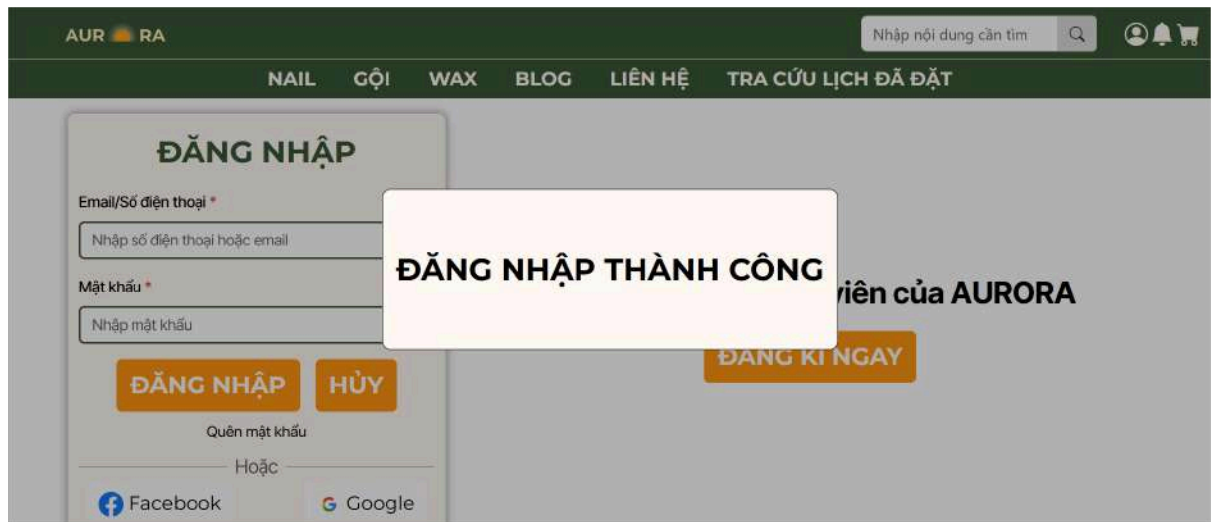 AUR RA
Nhập nội dung cần tìm
NAIL GỘI WAX BLOG LIÊN HỆ TRA CỨU LỊCH ĐÃ ĐẶT
ĐĂNG NHẬP
Email/Số điện thoại *
Nhập số điện thoại hoặc email
Mật khẩu *
Nhập mật khẩu
ĐĂNG NHẬP HỦY
Quên mật khẩu
Hoặc
Facebook Google
ĐĂNG NHẬP THÀNH CÔNG
viên của AURORA
ĐĂNG KÍ NGAY